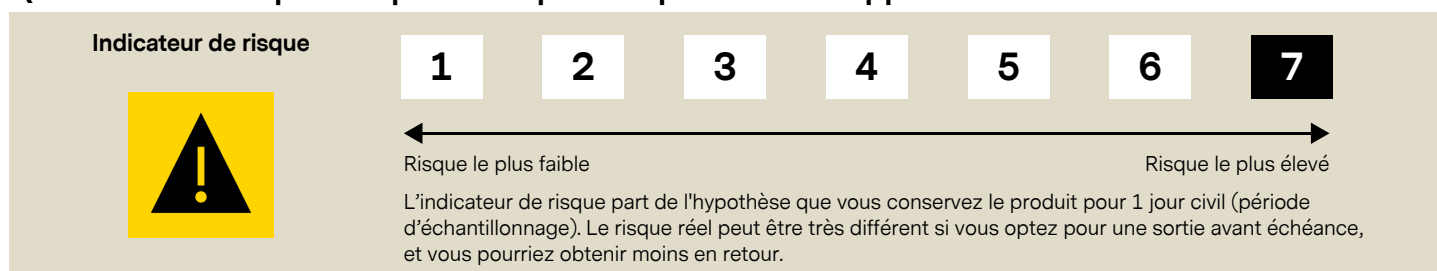 Indicateur de risque
1 2 3 4 5 6 7
Risque le plus faible Risque le plus élevé
L’indicateur de risque part de l'hypothèse que vous conservez le produit pour 1 jour civil (période
d’échantillonnage). Le risque réel peut être très différent si vous optez pour une sortie avant échéance,
et vous pourriez obtenir moins en retour.